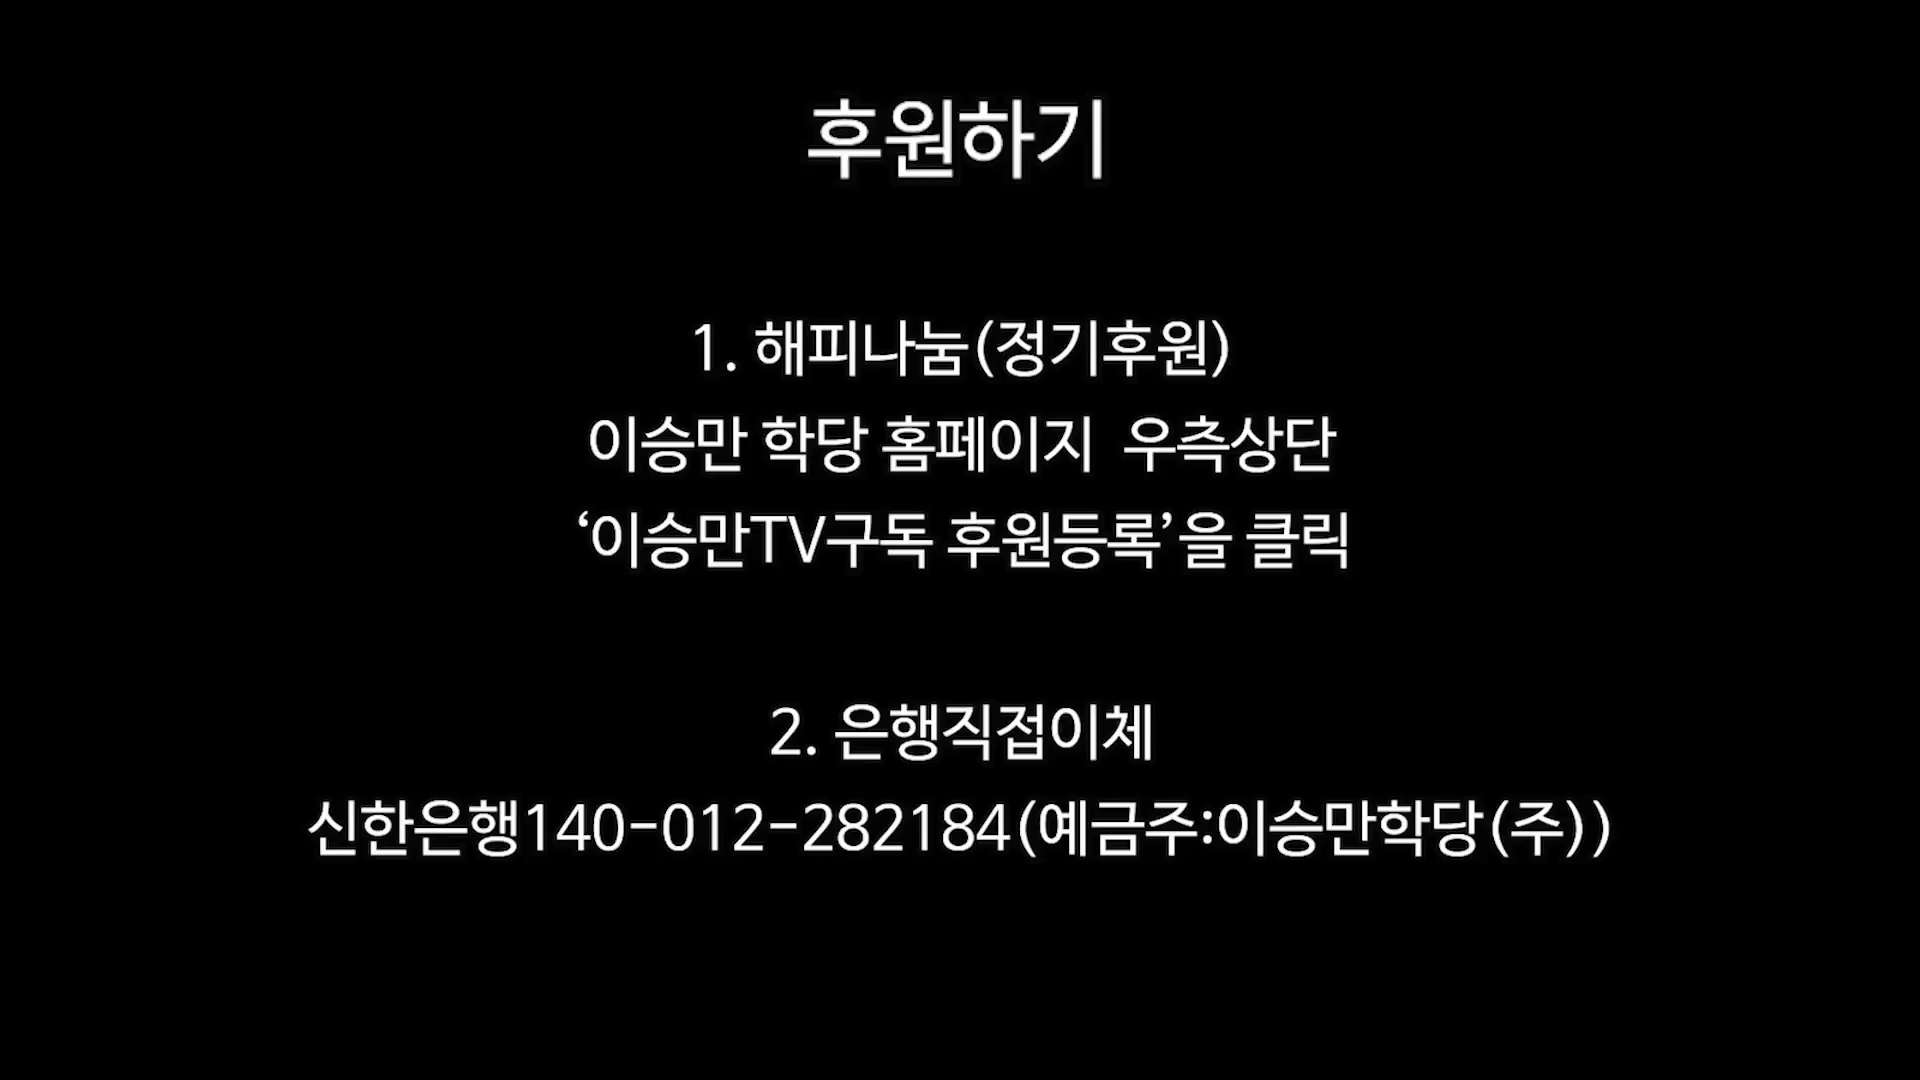 후원하기
1. 해피나눔(정기후원)
이승만 학당 홈페이지 우측상단
‘이승만TV구독 후원등록’을 클릭
2. 은행직접이체
신한은행140-012-282184(예금주:이승만학당(주))